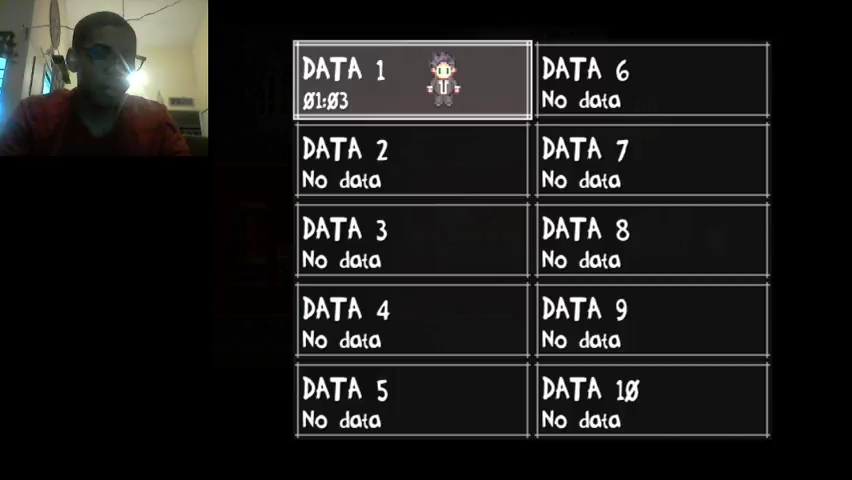 DATA 1
01:03
DATA 2
No data
DATA 3
No data
DATA 4
No data
DATA 5
No data
DATA 6
No data
DATA 7
No data
DATA 8
No data
DATA 9
No data
DATA 10
No data